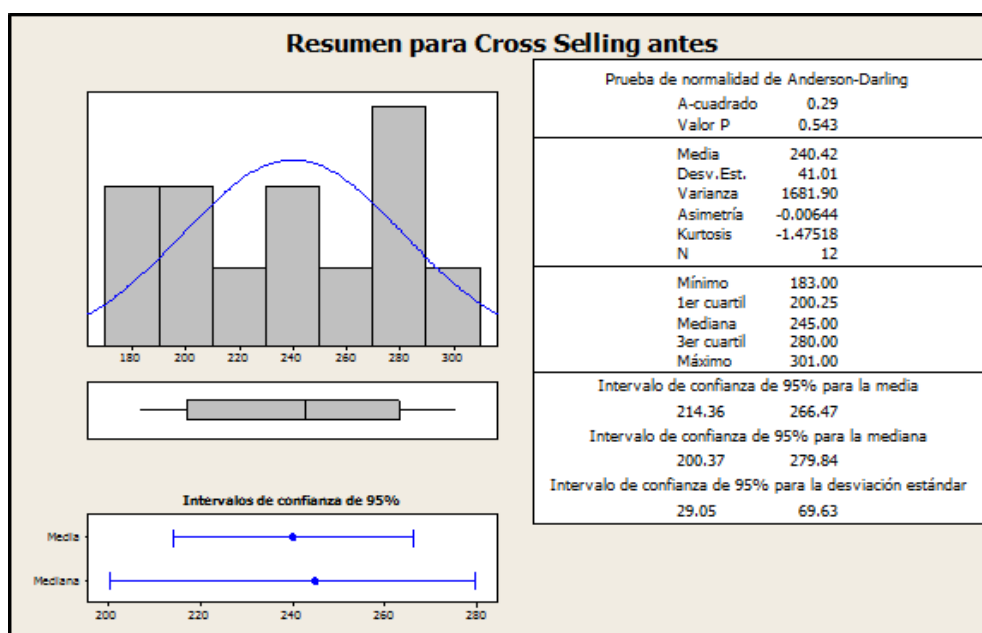 Resumen para Cross Selling antes
180 200 220 240 260 280 300
Intervalos de confianza de 95%
Media
Mediana
200 220 240 260 280
Prueba de normalidad de Anderson-Darling
A-cuadrado 0.29
Valor P 0.543
Media 240.42
Desv.Est. 41.01
Varianza 1681.90
Asimetría -0.00644
Kurtosis -1.47518
N 12
Mínimo 183.00
1er cuartil 200.25
Mediana 245.00
3er cuartil 280.00
Máximo 301.00
Intervalo de confianza de 95% para la media
214.36 266.47
Intervalo de confianza de 95% para la mediana
200.37 279.84
Intervalo de confianza de 95% para la desviación estándar
29.05 69.63